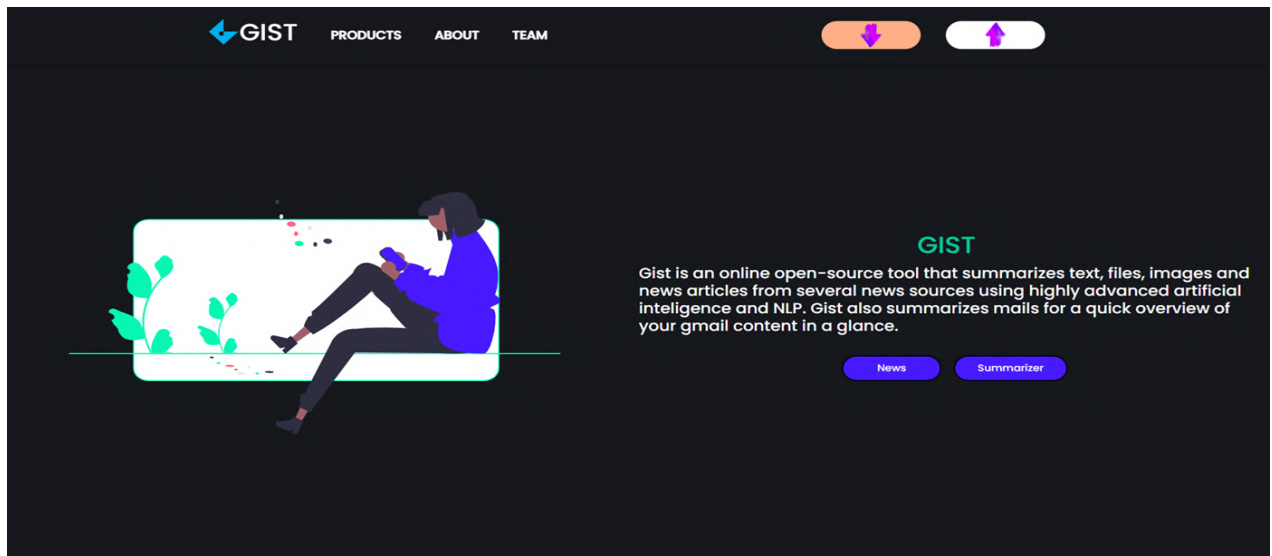 GIST
PRODUCTS
ABOUT
TEAM
GIST
Gist is an online open-source tool that summarizes text, files, images and
news articles from several news sources using highly advanced artificial
inteligence and NLP. Gist also summarizes mails for a quick overview of
your gmail content in a glance.
News
Summarizer